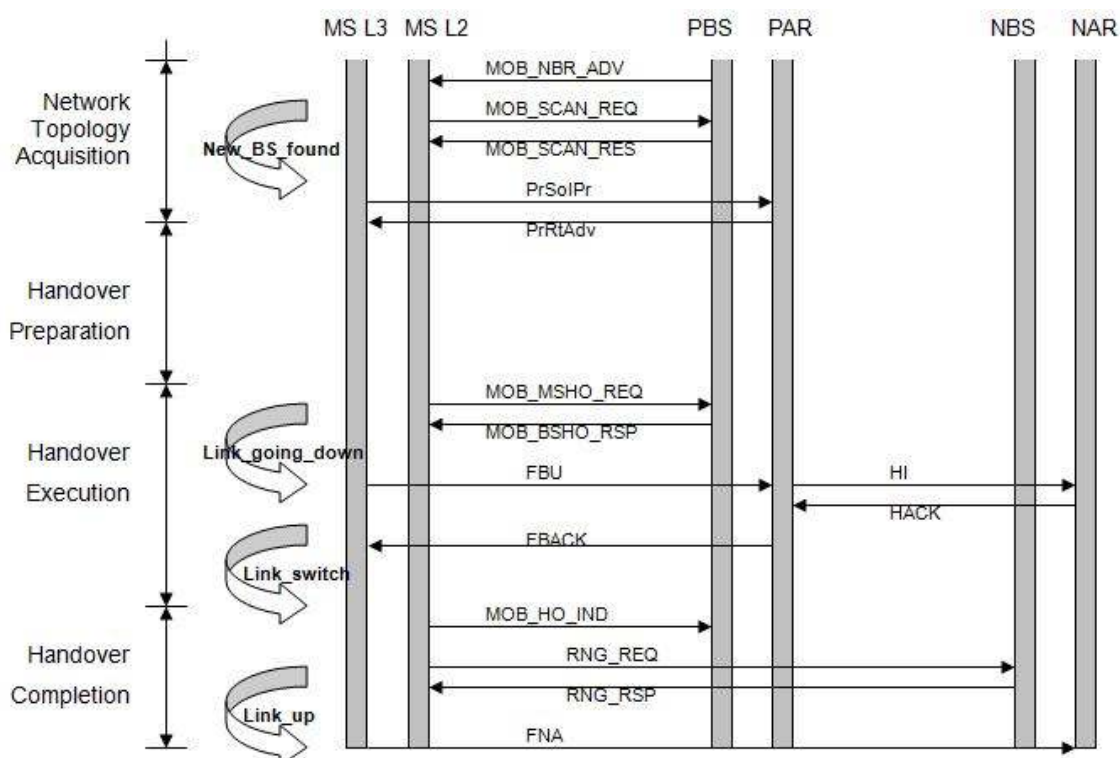 MS L3 MS L2 PBS PAR NBS NAR
MOB_NBR_ADV
Network
Topology
Acquisition
MOB_SCAN_REQ
New_BS_found
MOB_SCAN_RES
PrSolPr
PrRtAdv
Handover
Preparation
MOB_MSHO_REQ
MOB_BSHO_RSP
Handover
Execution
Link_going_down
FBU HI
HACK
FBACK
Link_switch
MOB_HO_IND
Handover
Completion
RNG_REQ
RNG_RSP
Link_up
FNA